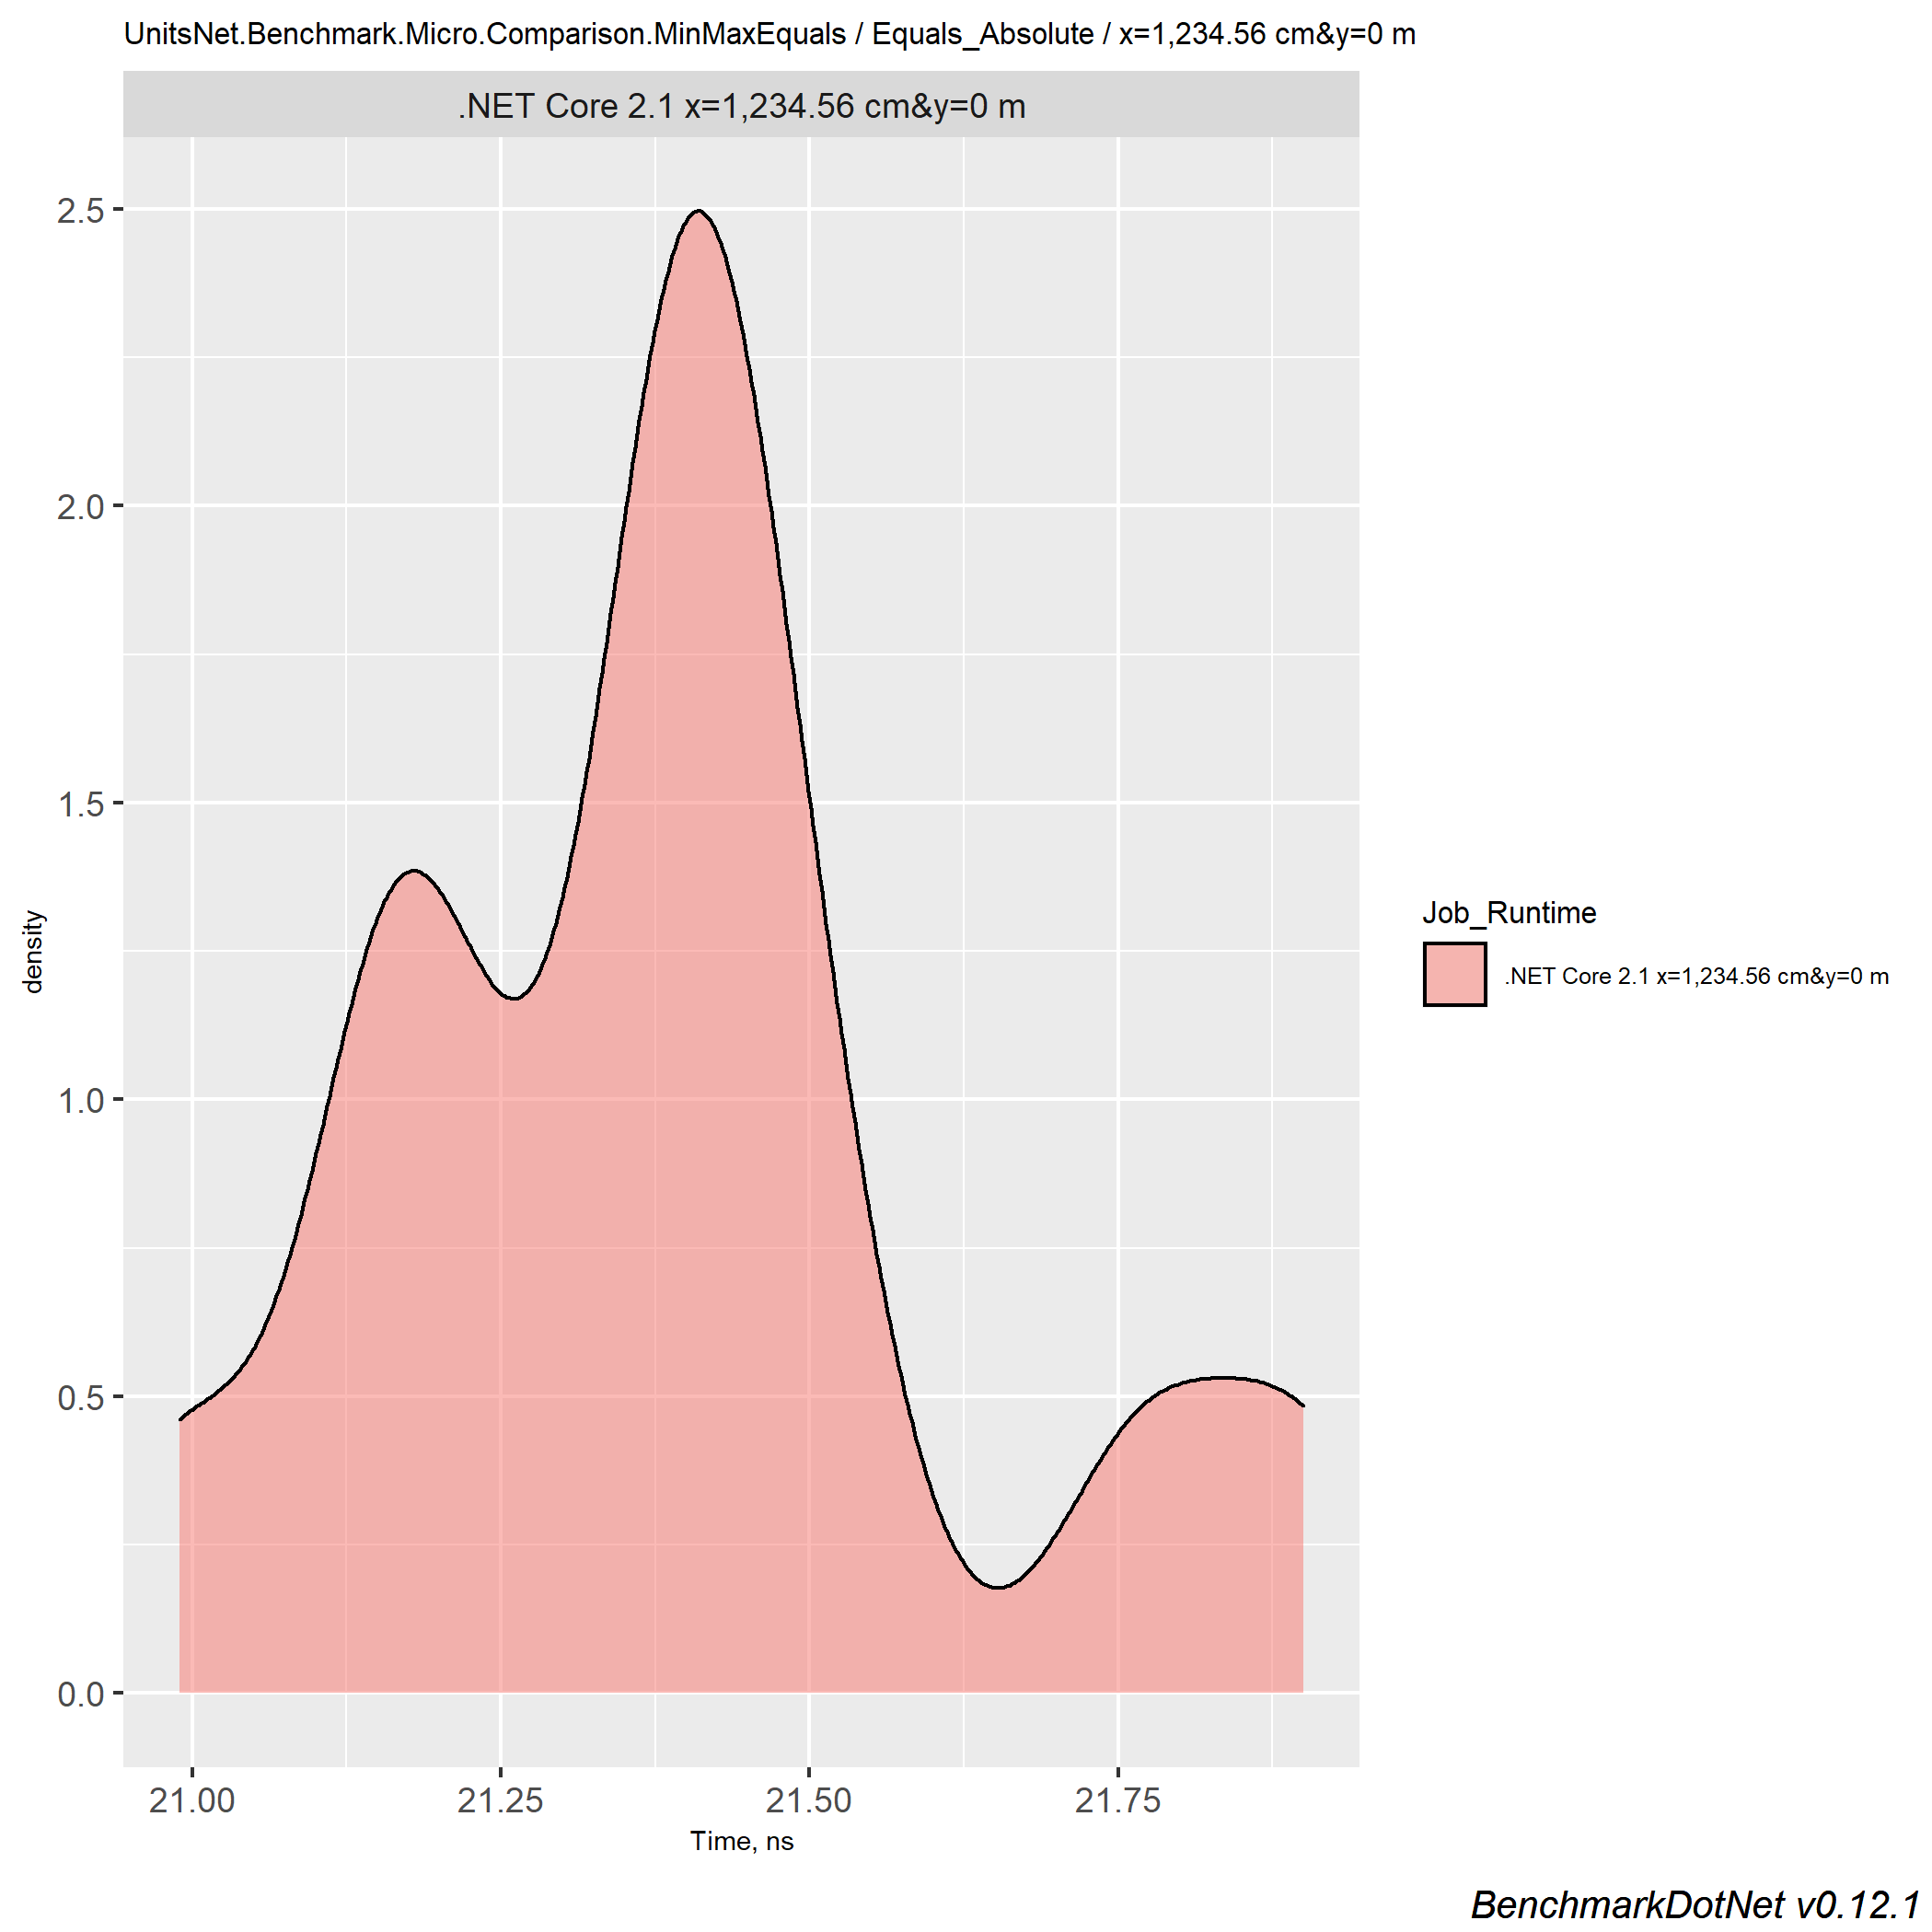 UnitsNet.Benchmark.Micro.Comparison.MinMaxEquals / Equals_Absolute / x=1,234.56 cm&y=0 m
.NET Core 2.1 x=1,234.56 cm&y=0 m
2.5
2.0
1.5
1.0
0.5
0.0
density
21.00
21.25
21.50
21.75
Time, ns
Job_Runtime
.NET Core 2.1 x=1,234.56 cm&y=0 m
BenchmarkDotNet v0.12.1